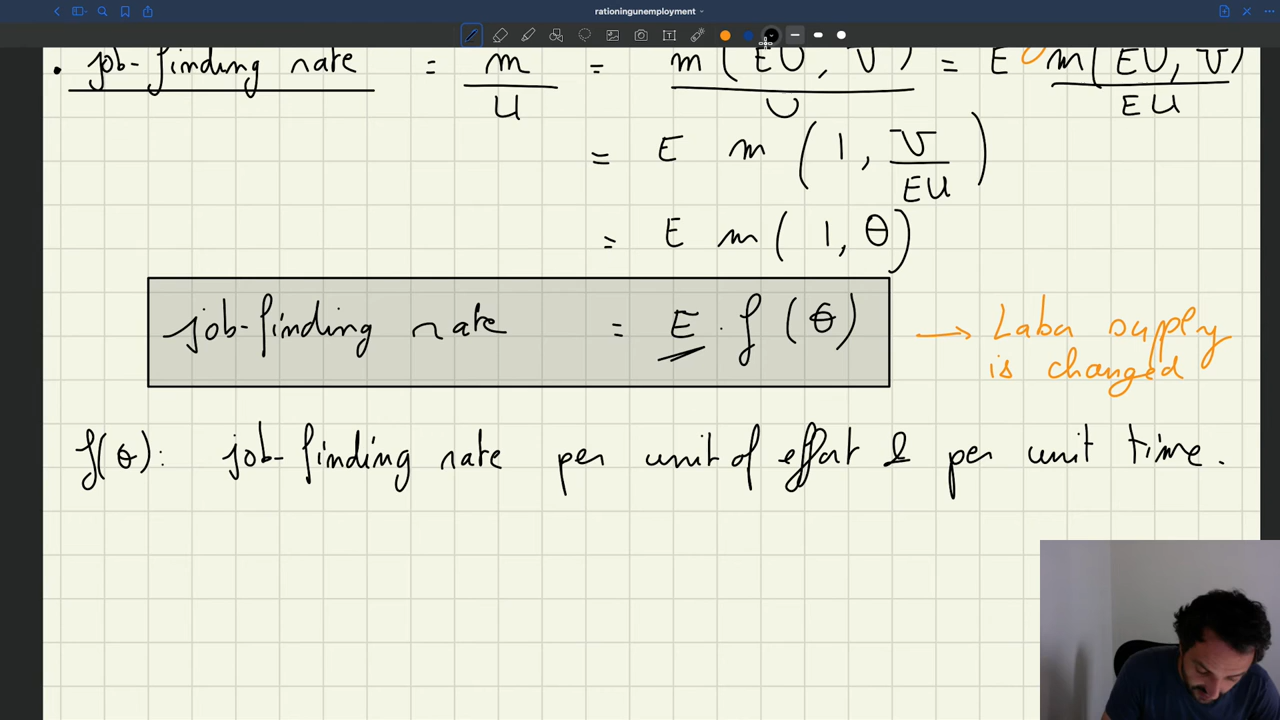 rationingunemployment
• job-finding rate = m / U = m ( EU, V ) / U = E m ( EU, V ) / EU
= E m ( 1, V / EU )
= E m ( 1, θ )
job-finding rate = E . f ( θ ) → Labor supply
is changed
f(θ): job-finding rate per unit of effort & per unit time.